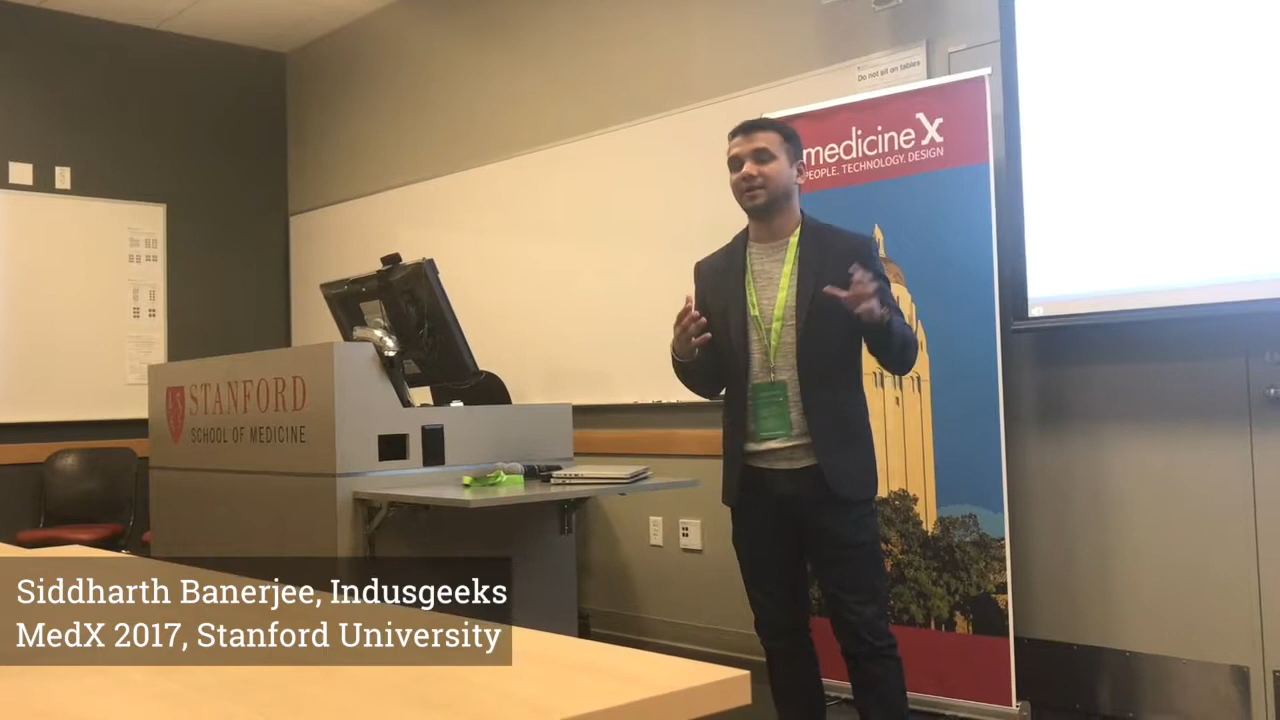 Do not sit on tables
medicine X
PEOPLE. TECHNOLOGY. DESIGN
STANFORD
SCHOOL OF MEDICINE
Siddharth Banerjee, Indusgeeks
MedX 2017, Stanford University